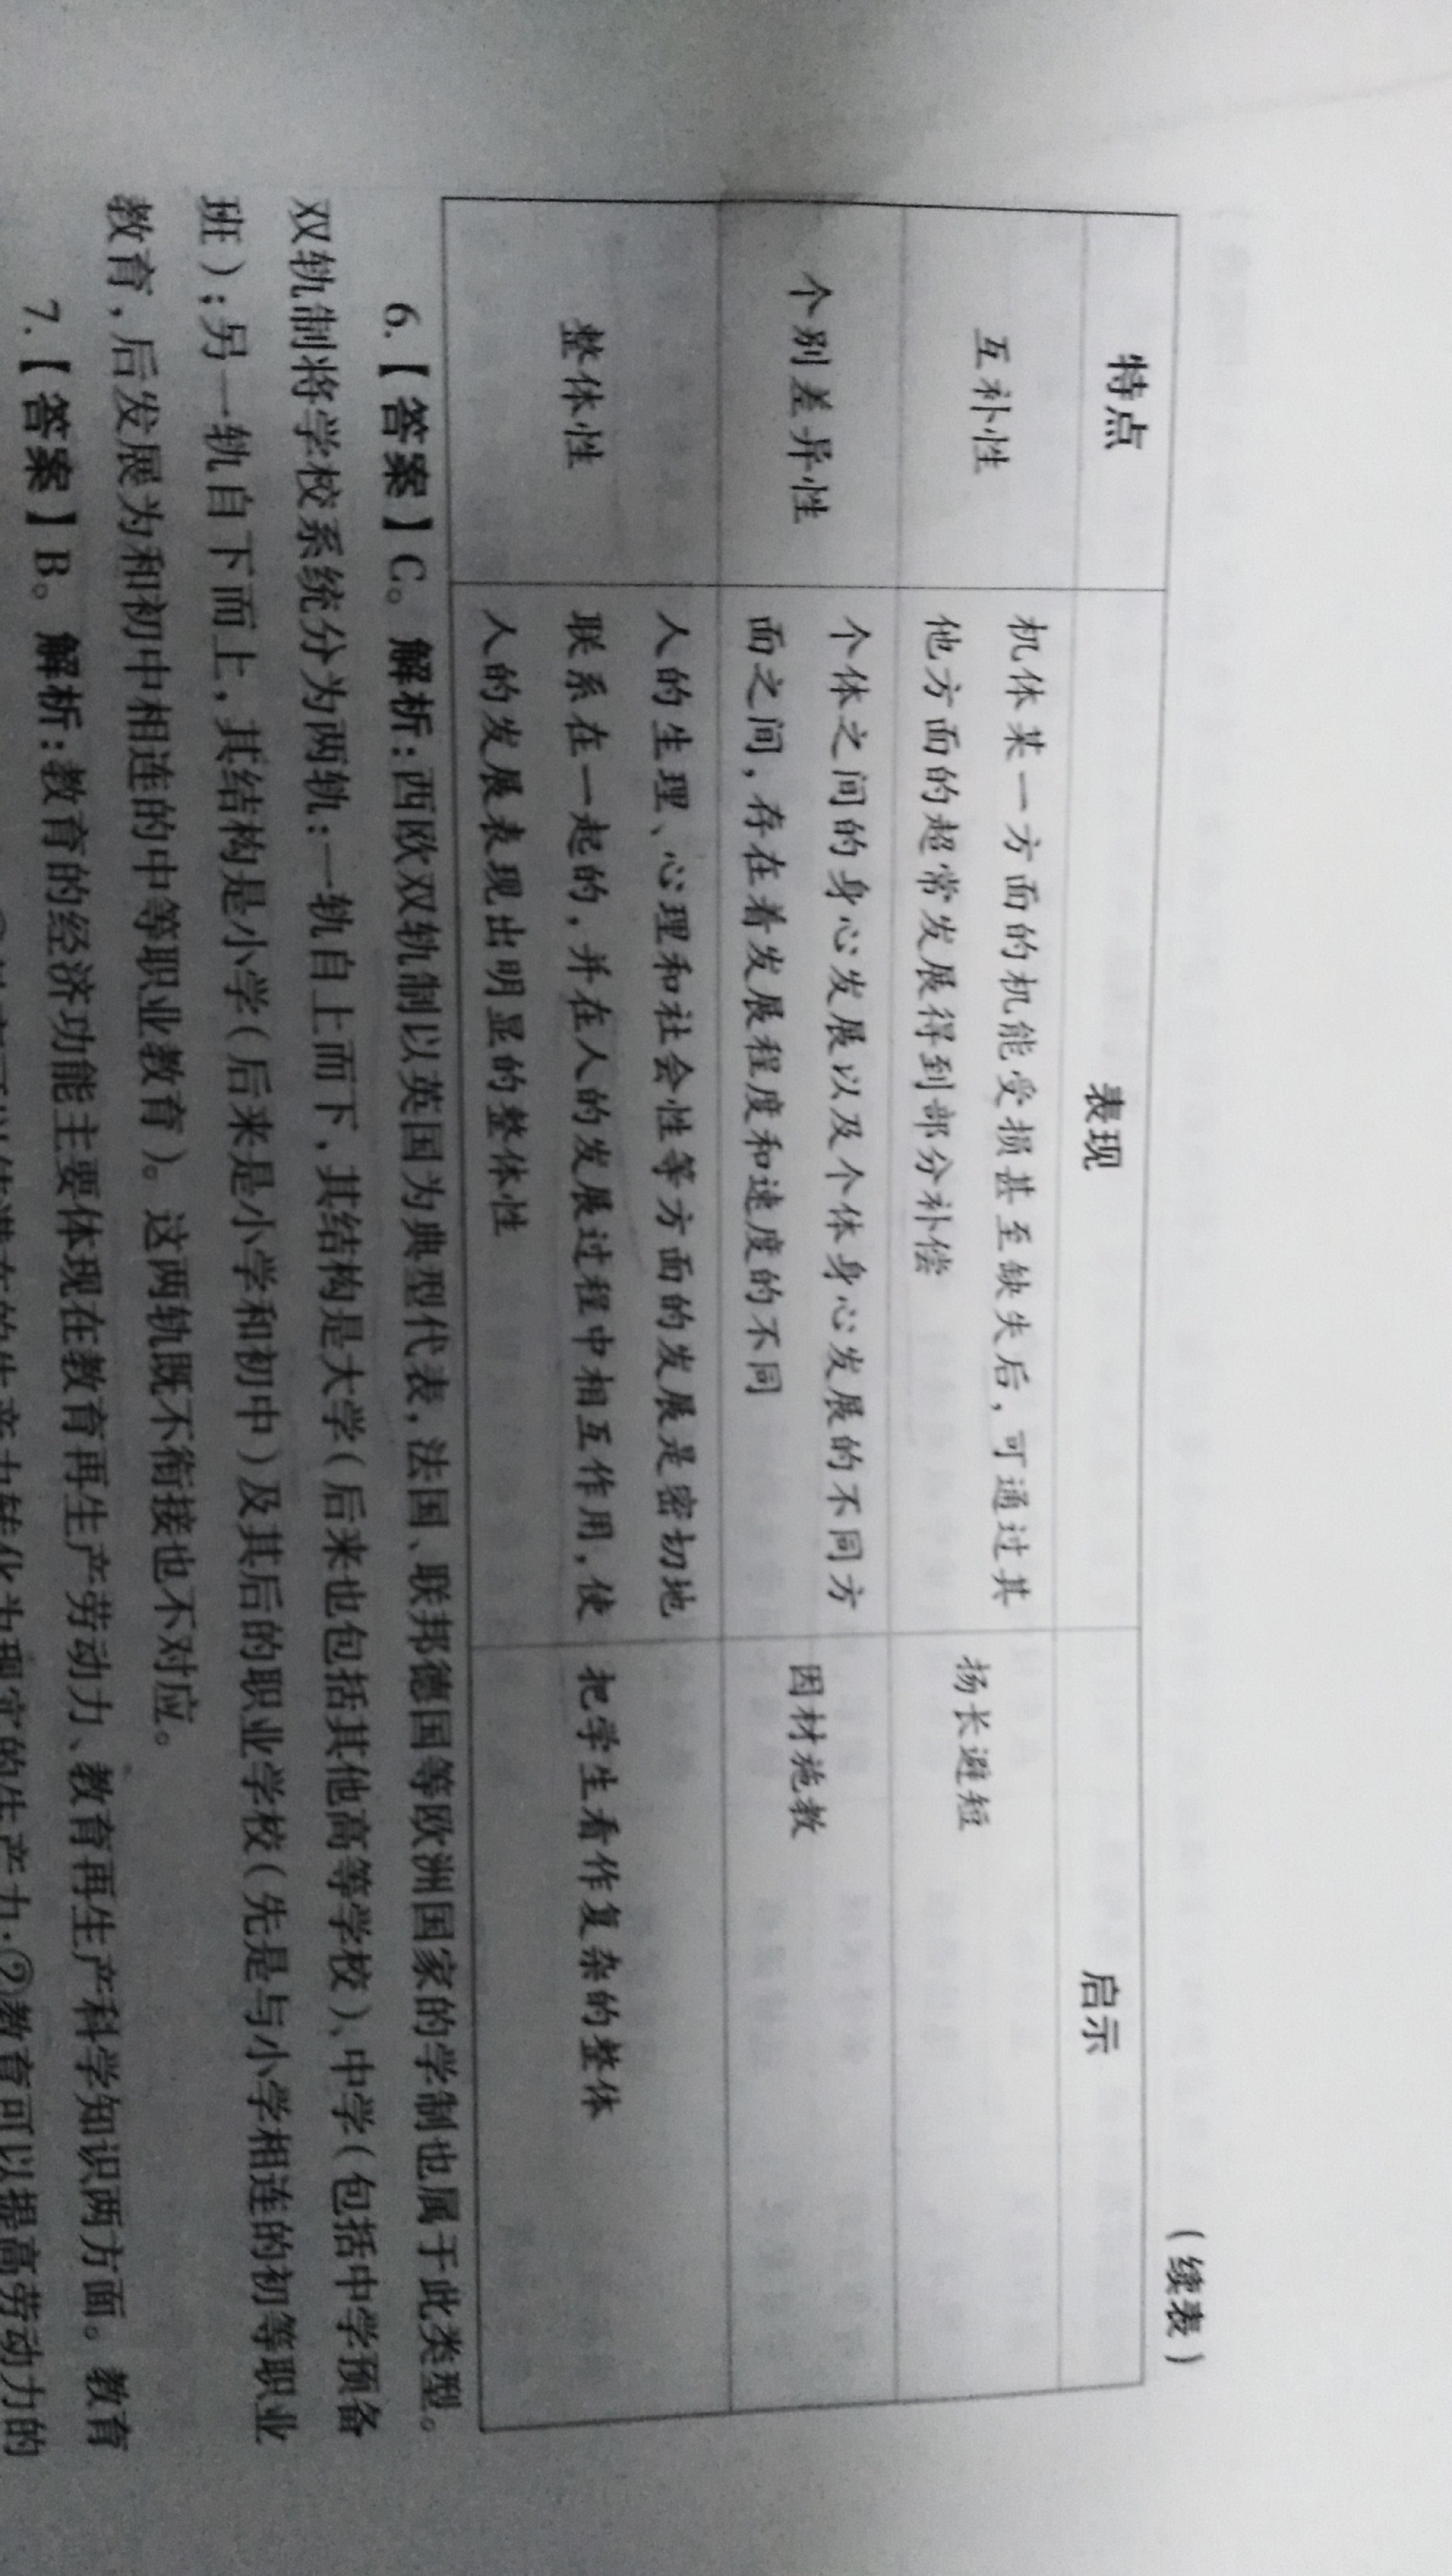 （续表）
特点 表现 启示
互补性 机体某一方面的机能受损甚至缺失后，可通过其 扬长避短
他方面的超常发展得到部分补偿
个别差异性 个体之间的身心发展以及个体身心发展的不同方 因材施教
面之间，存在着发展程度和速度的不同
人的生理、心理和社会性等方面的发展是密切地
整体性 联系在一起的，并在人的发展过程中相互作用，使 把学生看作复杂的整体
人的发展表现出明显的整体性
6.【答案】C。解析：西欧双轨制以英国为典型代表，法国、联邦德国等欧洲国家的学制也属于此类型。
双轨制将学校系统分为两轨：一轨自上而下，其结构是大学（后来也包括其他高等学校）、中学（包括中学预备
班）；另一轨自下而上，其结构是小学（后来是小学和初中）及其后的职业学校（先是与小学相连的初等职业
教育，后发展为和初中相连的中等职业教育）。这两轨既不衔接也不对应。
7.【答案】B。解析：教育的经济功能主要体现在教育再生产劳动力、教育再生产科学知识两方面。教育
的生产力转化为现实的生产力；②教育可以提高劳动力的